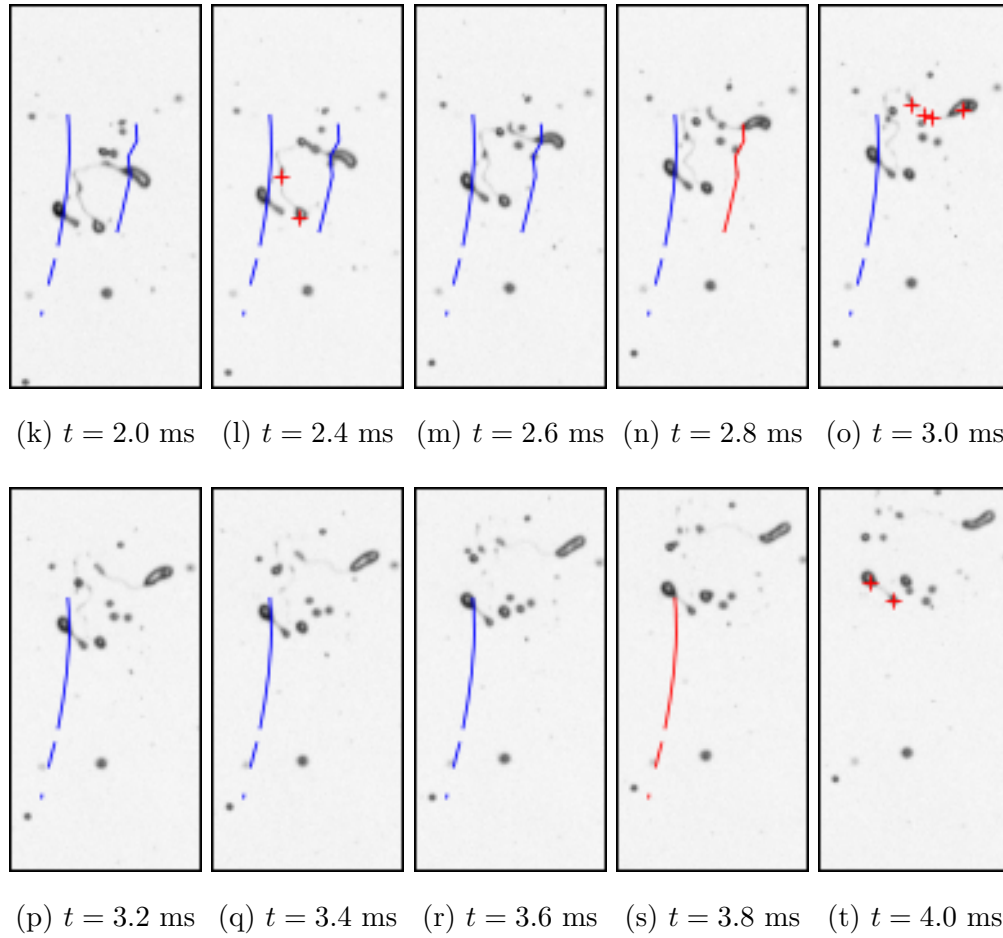 (k) t = 2.0 ms (l) t = 2.4 ms (m) t = 2.6 ms (n) t = 2.8 ms (o) t = 3.0 ms
(p) t = 3.2 ms (q) t = 3.4 ms (r) t = 3.6 ms (s) t = 3.8 ms (t) t = 4.0 ms